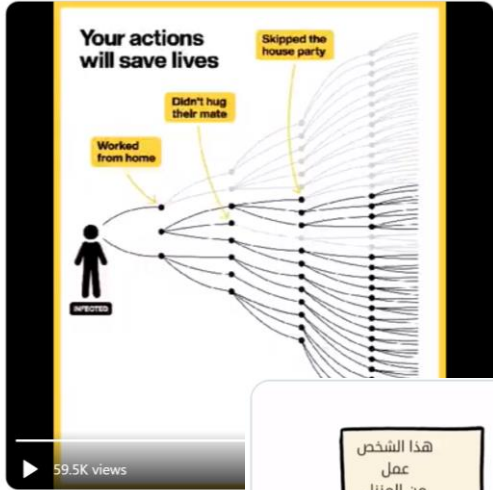 Your actions
will save lives
Skipped the
house party
Didn't hug
their mate
Worked
from home
INFECTED
59.5K views
هذا الشخص
عمل